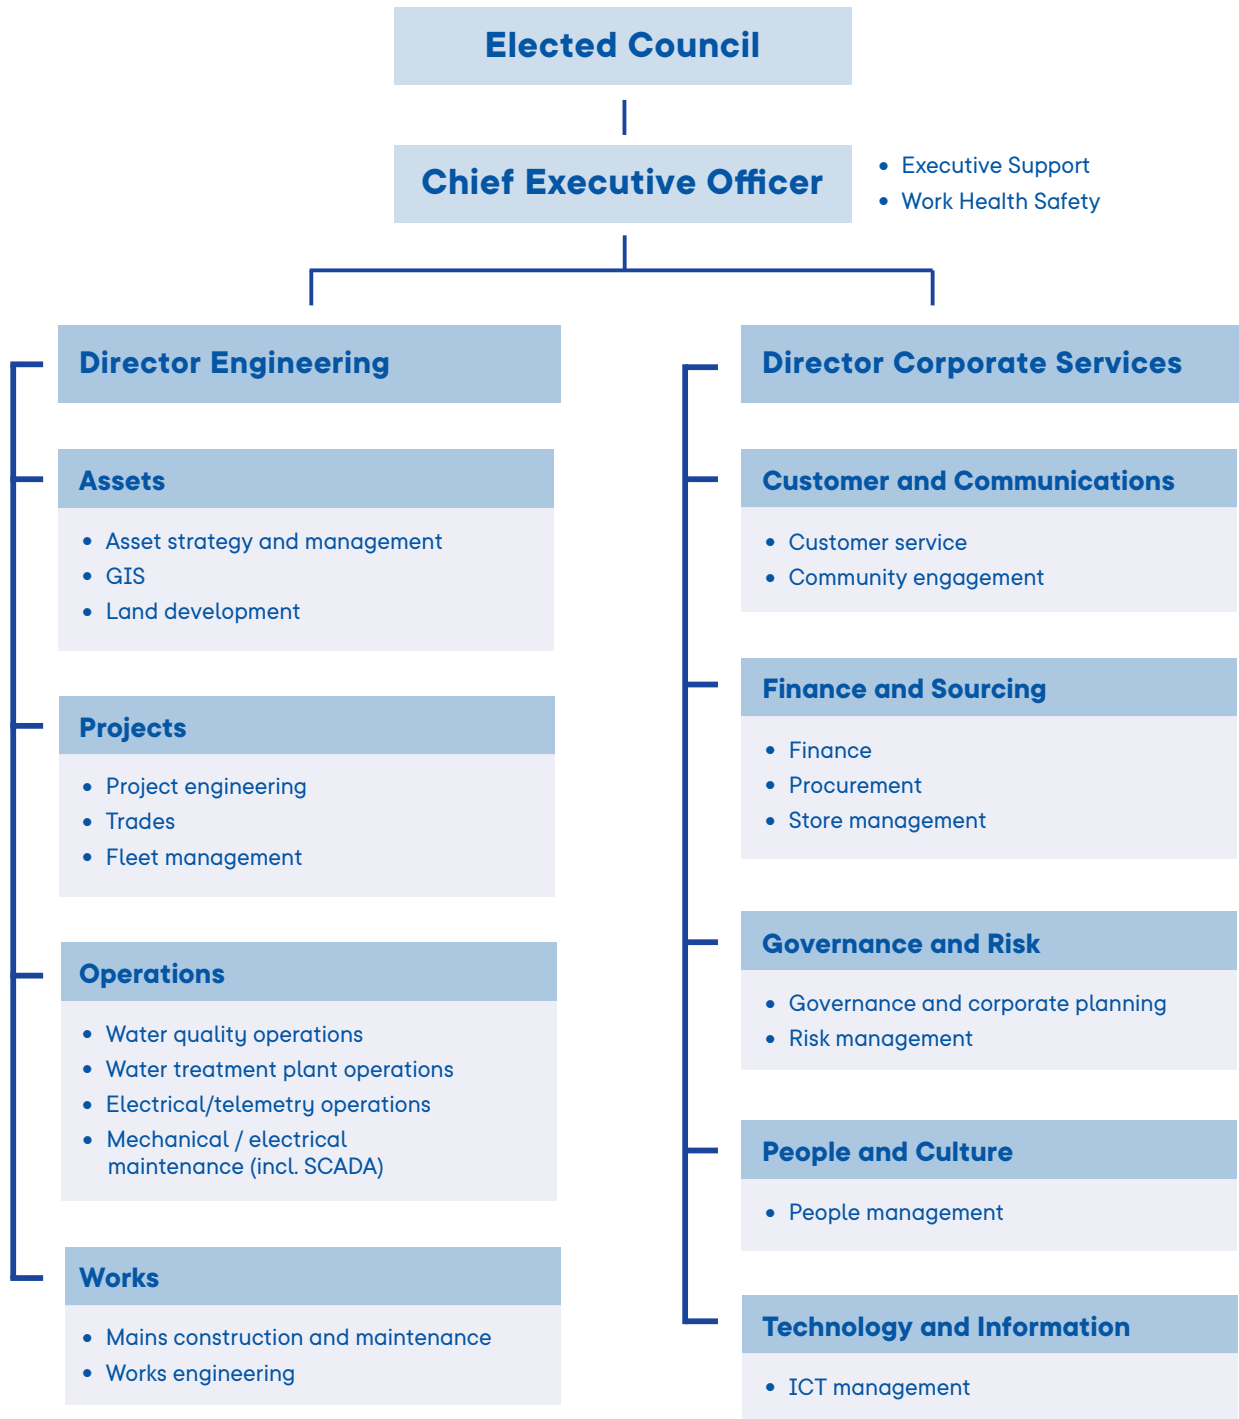 Elected Council
Chief Executive Officer
• Executive Support
• Work Health Safety
Director Engineering
Assets
• Asset strategy and management
• GIS
• Land development
Projects
• Project engineering
• Trades
• Fleet management
Operations
• Water quality operations
• Water treatment plant operations
• Electrical/telemetry operations
• Mechanical / electrical
maintenance (incl. SCADA)
Works
• Mains construction and maintenance
• Works engineering
Director Corporate Services
Customer and Communications
• Customer service
• Community engagement
Finance and Sourcing
• Finance
• Procurement
• Store management
Governance and Risk
• Governance and corporate planning
• Risk management
People and Culture
• People management
Technology and Information
• ICT management